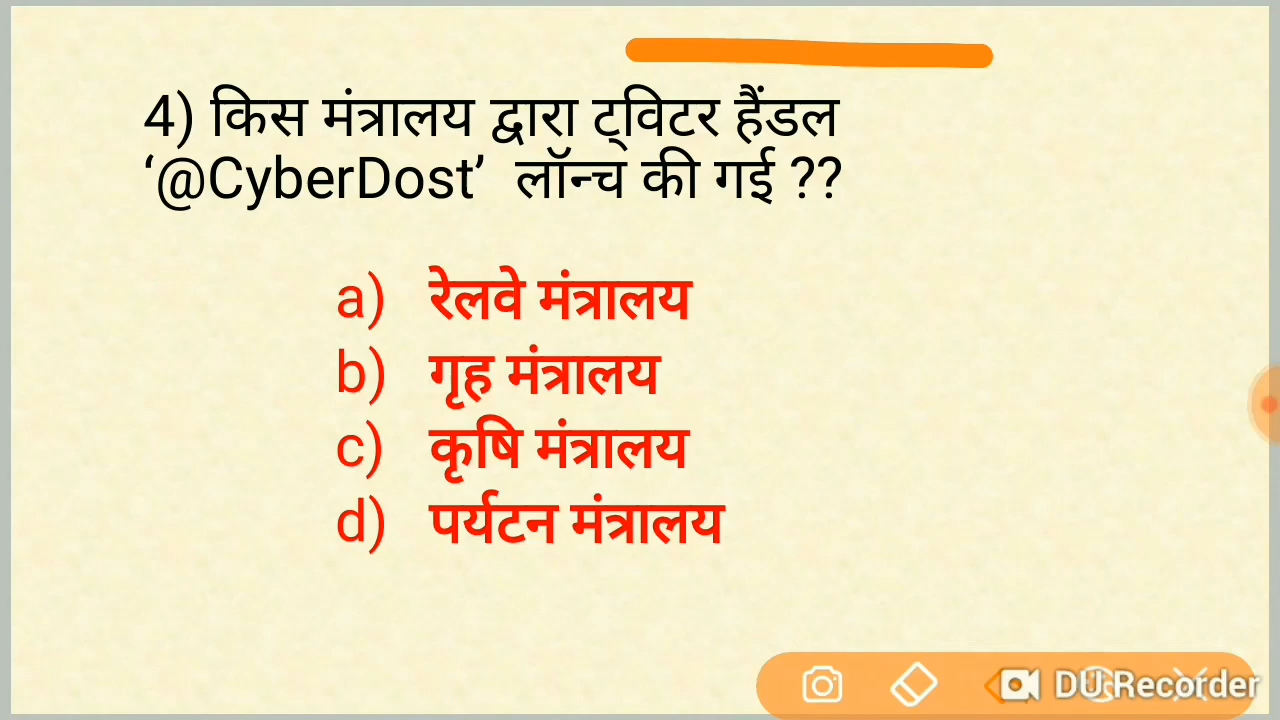 4) किस मंत्रालय द्वारा ट्विटर हैंडल
‘@CyberDost’ लॉन्च की गई ??
a) रेलवे मंत्रालय
b) गृह मंत्रालय
c) कृषि मंत्रालय
d) पर्यटन मंत्रालय
DU Recorder